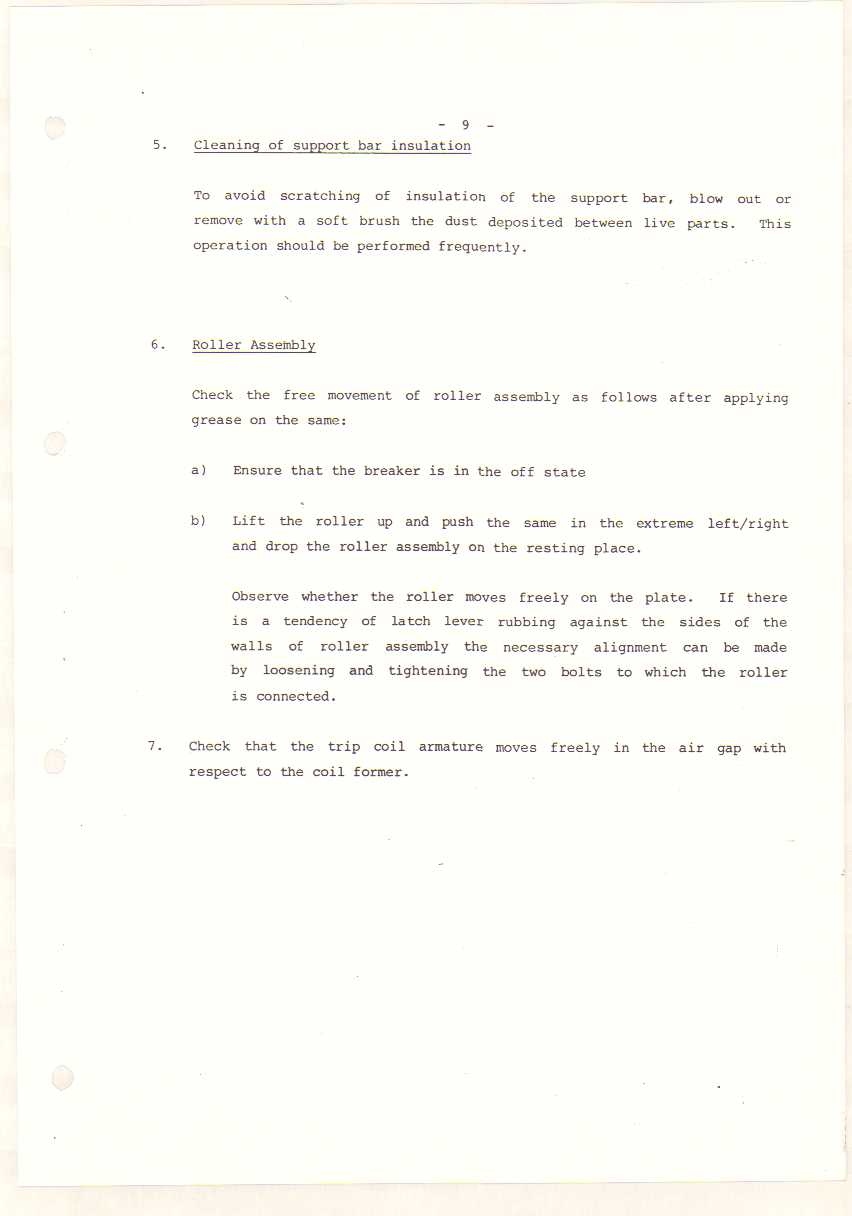 - 9 -
5. Cleaning of support bar insulation
To avoid scratching of insulation of the support bar, blow out or
remove with a soft brush the dust deposited between live parts. This
operation should be performed frequently.
6. Roller Assembly
Check the free movement of roller assembly as follows after applying
grease on the same:
a) Ensure that the breaker is in the off state
b) Lift the roller up and push the same in the extreme left/right
and drop the roller assembly on the resting place.
Observe whether the roller moves freely on the plate. If there
is a tendency of latch lever rubbing against the sides of the
walls of roller assembly the necessary alignment can be made
by loosening and tightening the two bolts to which the roller
is connected.
7. Check that the trip coil armature moves freely in the air gap with
respect to the coil former.